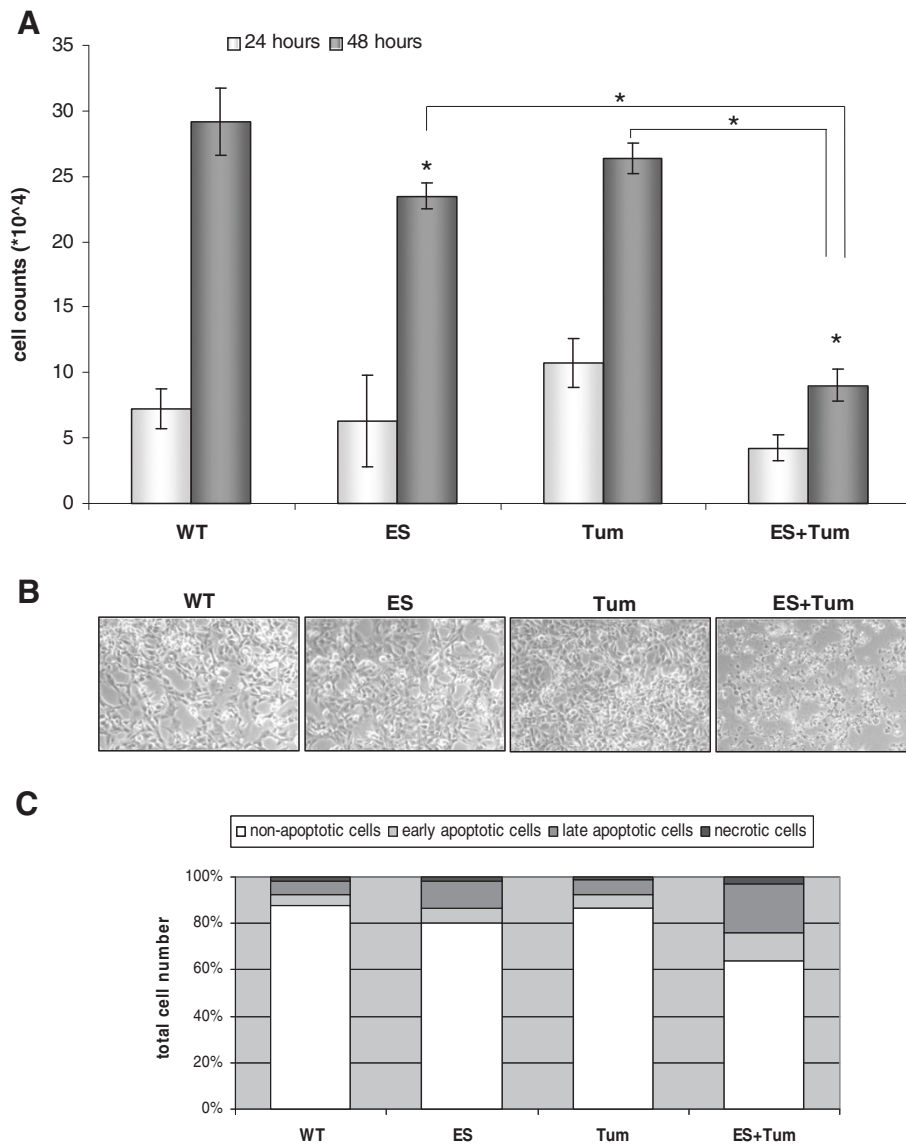 A
24 hours 48 hours
cell counts (*10^4)
35
30
25
20
15
10
5
0
*
*
*
*
WT ES Tum ES+Tum
B
WT ES Tum ES+Tum
C
non-apoptotic cells early apoptotic cells late apoptotic cells necrotic cells
total cell number
100%
80%
60%
40%
20%
0%
WT ES Tum ES+Tum